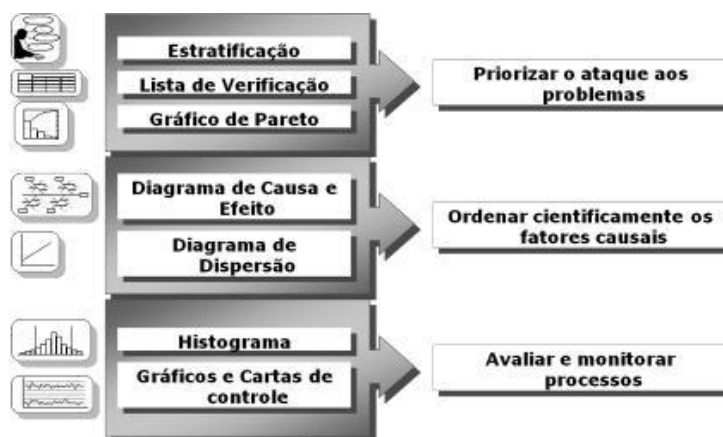 Estratificação
Lista de Verificação
Gráfico de Pareto
Priorizar o ataque aos
problemas
Diagrama de Causa e
Efeito
Diagrama de
Dispersão
Ordenar cientificamente os
fatores causais
Histograma
Gráficos e Cartas de
controle
Avaliar e monitorar
processos